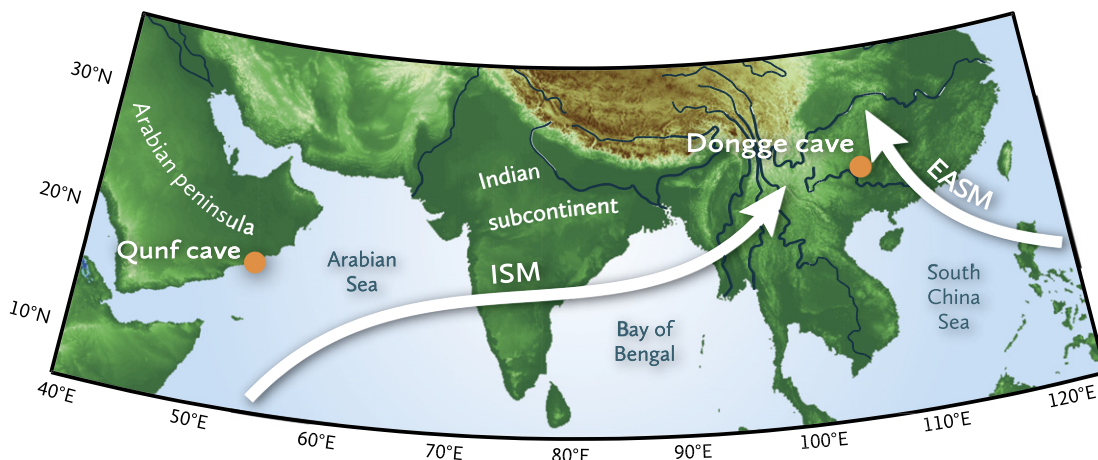 30°N
20°N
10°N
Arabian peninsula
Qunf cave
Arabian
Sea
Indian
subcontinent
ISM
Bay of
Bengal
Dongge cave
EASM
South
China
Sea
40°E
50°E
60°E
70°E
80°E
90°E
100°E
110°E
120°E